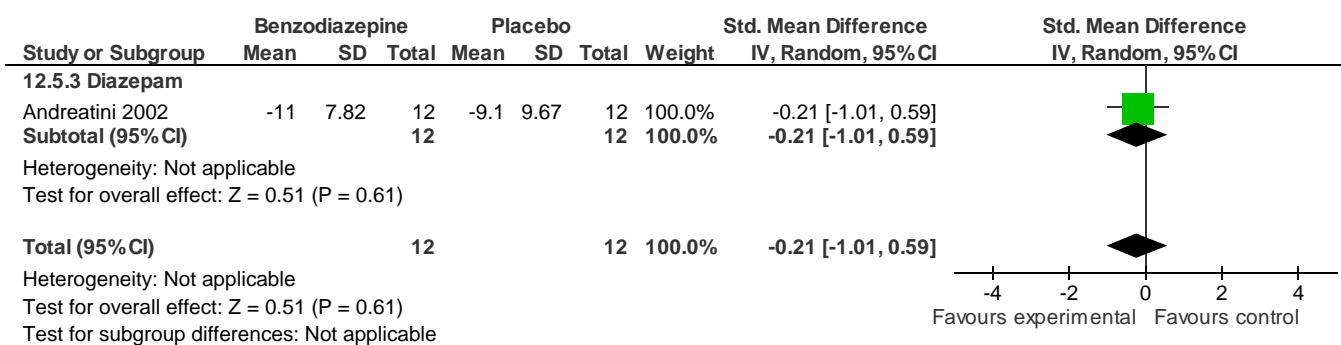 Benzodiazepine Placebo Std. Mean Difference Std. Mean Difference
Study or Subgroup Mean SD Total Mean SD Total Weight IV, Random, 95% CI IV, Random, 95% CI
12.5.3 Diazepam
Andreatini 2002 -11 7.82 12 -9.1 9.67 12 100.0% -0.21 [-1.01, 0.59]
Subtotal (95% CI) 12 12 100.0% -0.21 [-1.01, 0.59]
Heterogeneity: Not applicable
Test for overall effect: Z = 0.51 (P = 0.61)
Total (95% CI) 12 12 100.0% -0.21 [-1.01, 0.59]
Heterogeneity: Not applicable
Test for overall effect: Z = 0.51 (P = 0.61)
Test for subgroup differences: Not applicable
-4 -2 0 2 4
Favours experimental Favours control